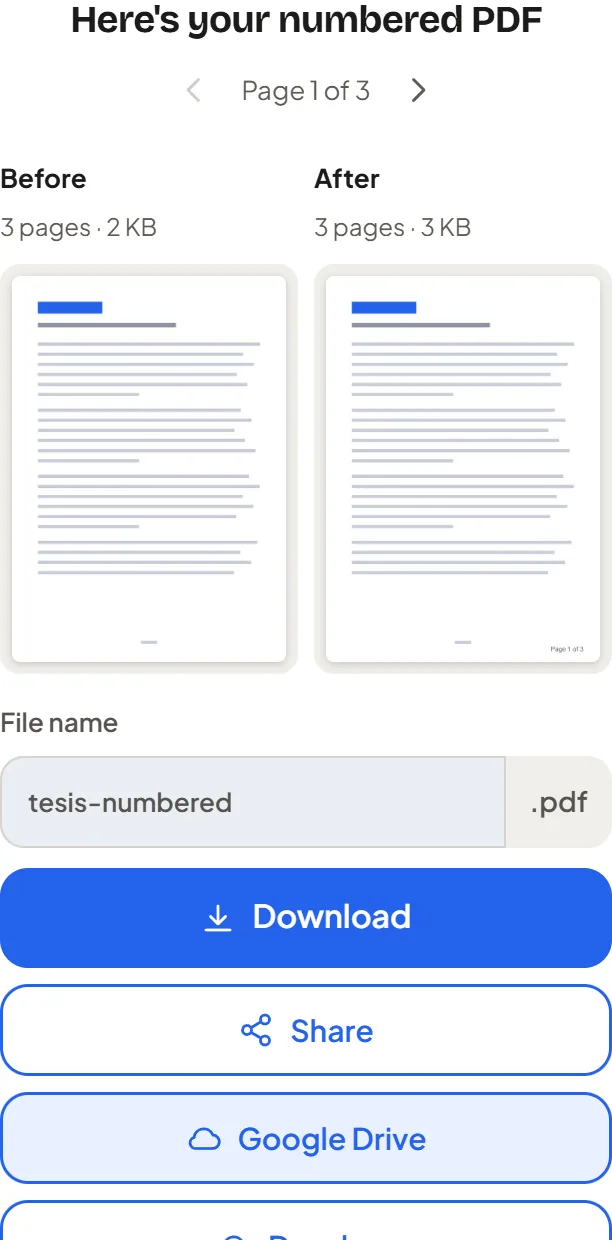 Here's your numbered PDF
Page 1 of 3
Before
3 pages · 2 KB
After
3 pages · 3 KB
Page 1 of 3
File name
tesis-numbered
.pdf
Download
Share
Google Drive